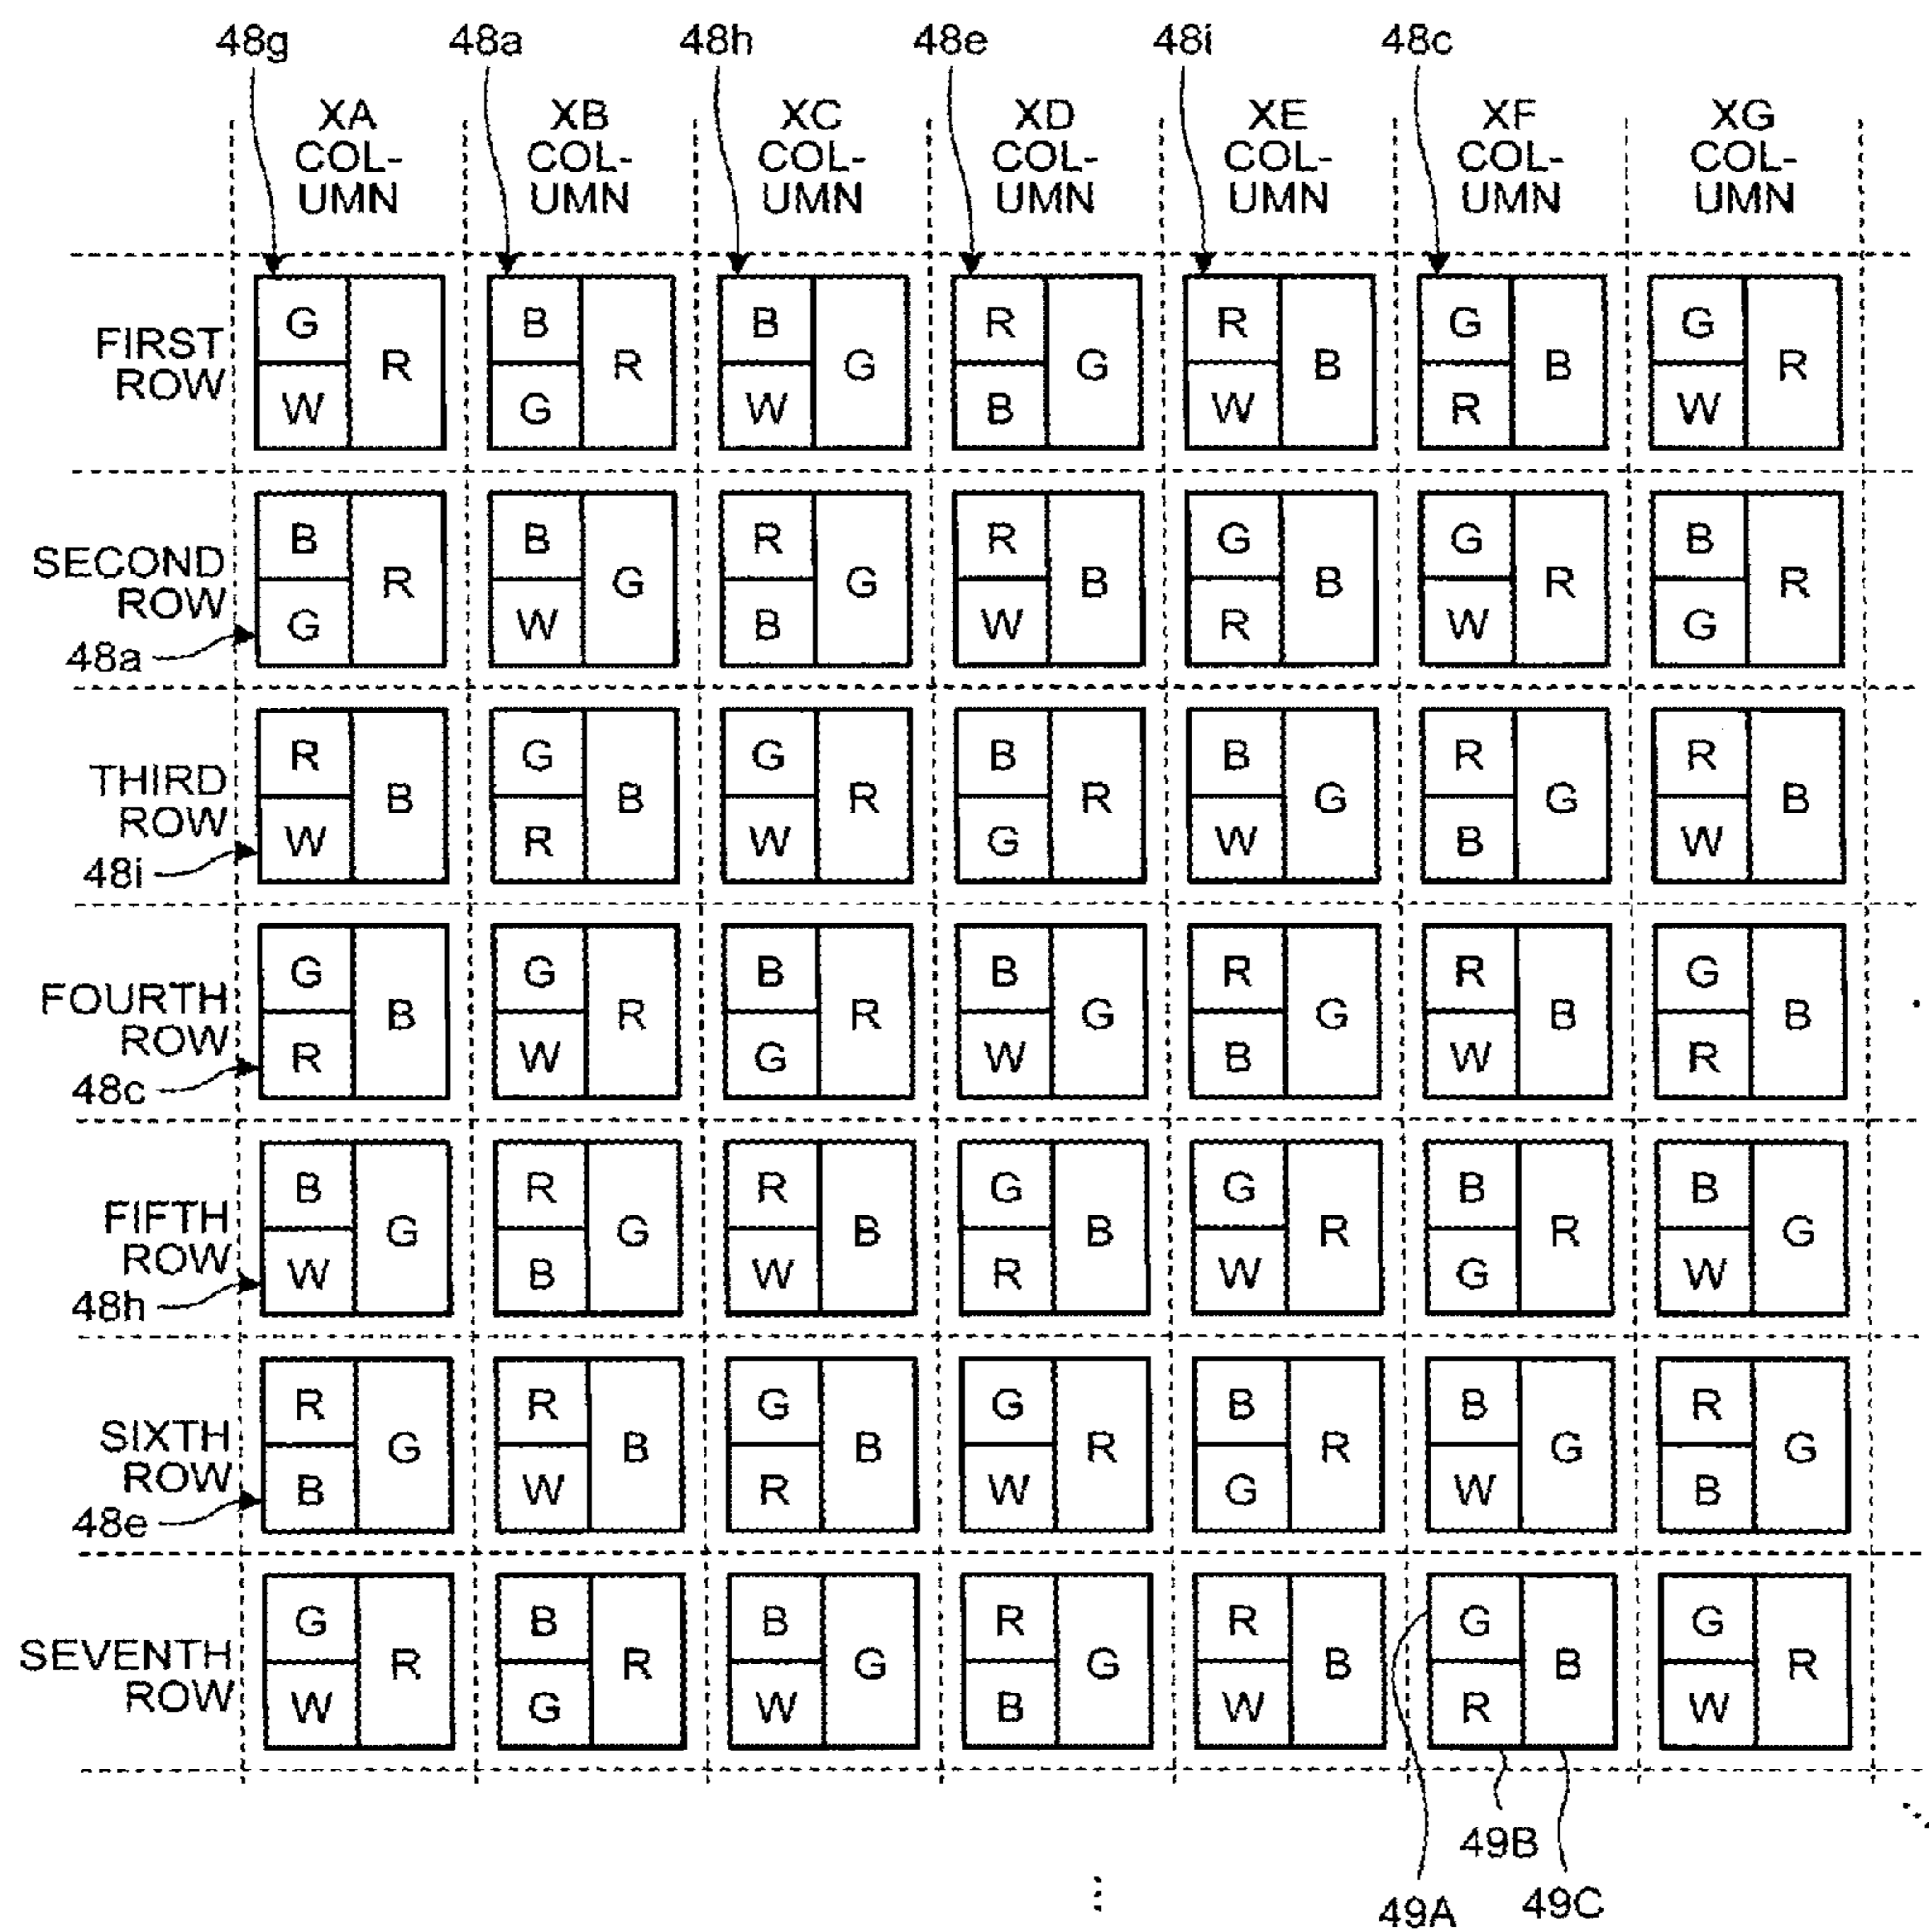 48g 48a 48h 48e 48i 48c
XA COL-UMN XB COL-UMN XC COL-UMN XD COL-UMN XE COL-UMN XF COL-UMN XG COL-UMN
FIRST ROW
G R B R B G R G R B G B G R
W G W B W R W
SECOND ROW
B R B G R G R B G B G R B R
G W B W R W G
48a
THIRD ROW
R B G B G R B R B G R G R B
W R W G W B W
48i
FOURTH ROW
G B G R B R B G R G R B G B
R W G W B W R
48c
FIFTH ROW
B G R G R B G B G R B R B G
W B W R W G W
48h
SIXTH ROW
R G R B G B G R B R B G R G
B W R W G W B
48e
SEVENTH ROW
G R B R B G R G R B G B G R
W G W B W R W
49B
49A 49C